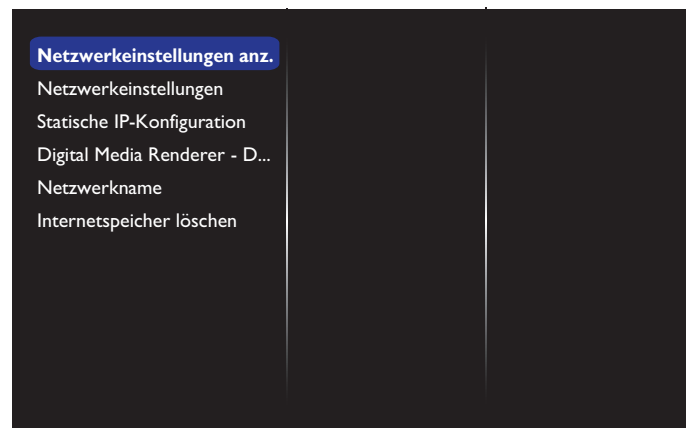 Netzwerkeinstellungen anz.
Netzwerkeinstellungen
Statische IP-Konfiguration
Digital Media Renderer - D...
Netzwerkname
Internetspeicher löschen